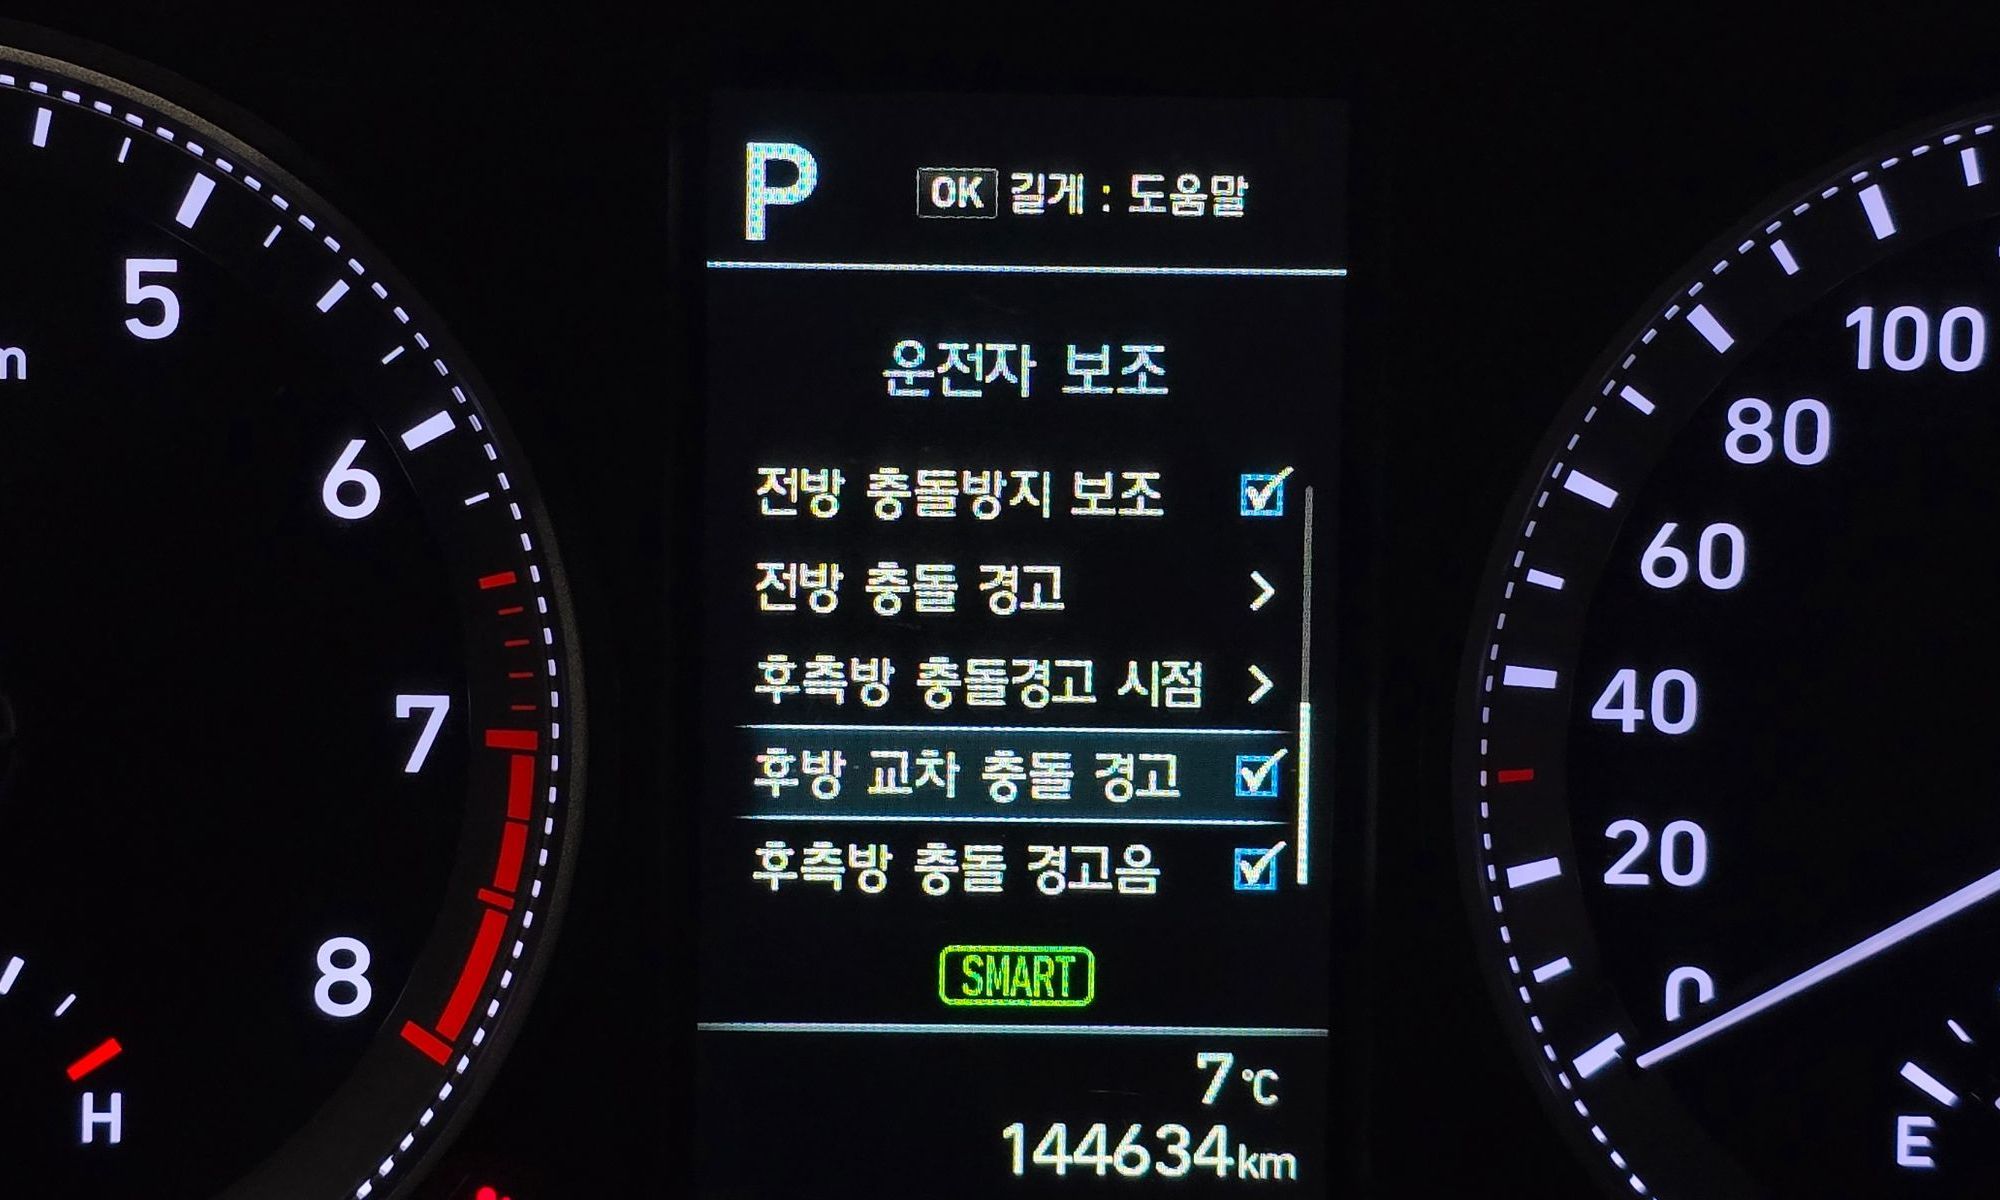 P
OK 길게 : 도움말
운전자 보조
전방 충돌방지 보조
전방 충돌 경고
후측방 충돌경고 시점
후방 교차 충돌 경고
후측방 충돌 경고음
SMART
7℃
144634km
5
6
7
8
H
100
80
60
40
20
0
E